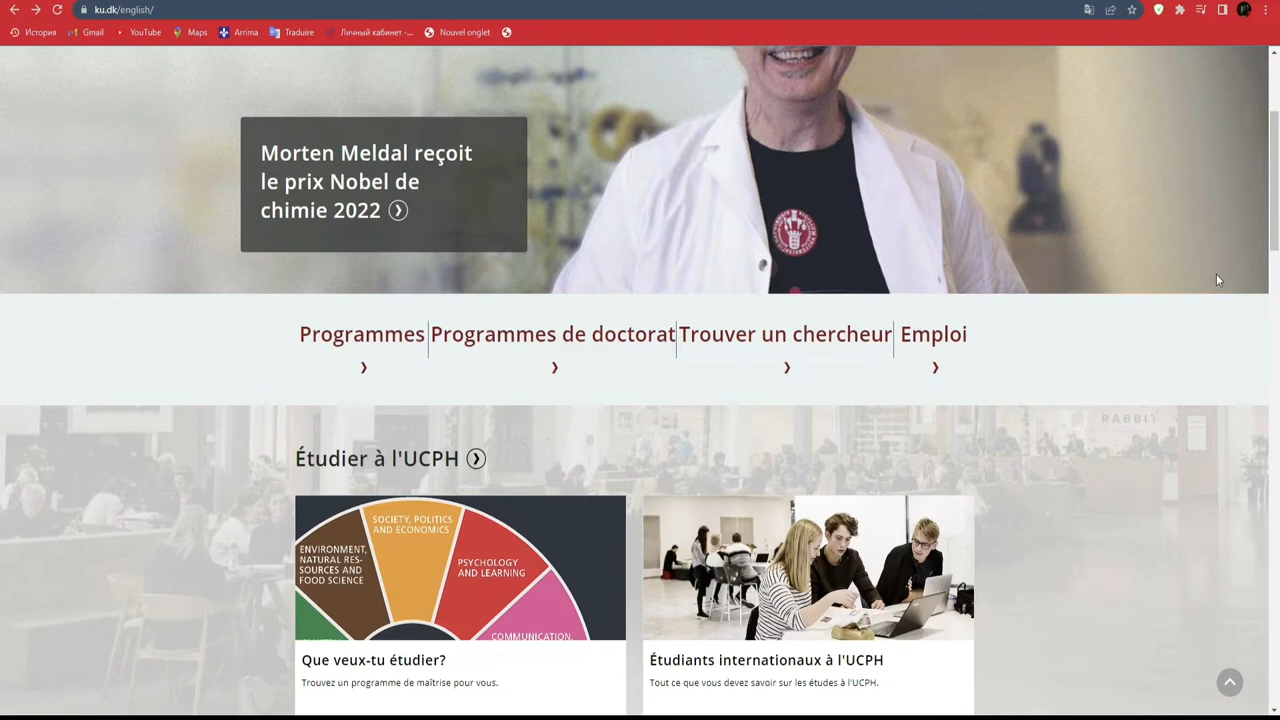 ku.dk/english/
История Gmail YouTube Maps Arrima Traduire Личный кабинет -... Nouvel onglet
Morten Meldal reçoit
le prix Nobel de
chimie 2022
Programmes Programmes de doctorat Trouver un chercheur Emploi
RABBIT
Étudier à l'UCPH
SOCIETY, POLITICS
AND ECONOMICS
ENVIRONMENT,
NATURAL RES-
SOURCES AND
FOOD SCIENCE
PSYCHOLOGY
AND LEARNING
COMMUNICATION,
Que veux-tu étudier?
Trouvez un programme de maîtrise pour vous.
Étudiants internationaux à l'UCPH
Tout ce que vous devez savoir sur les études à l'UCPH.